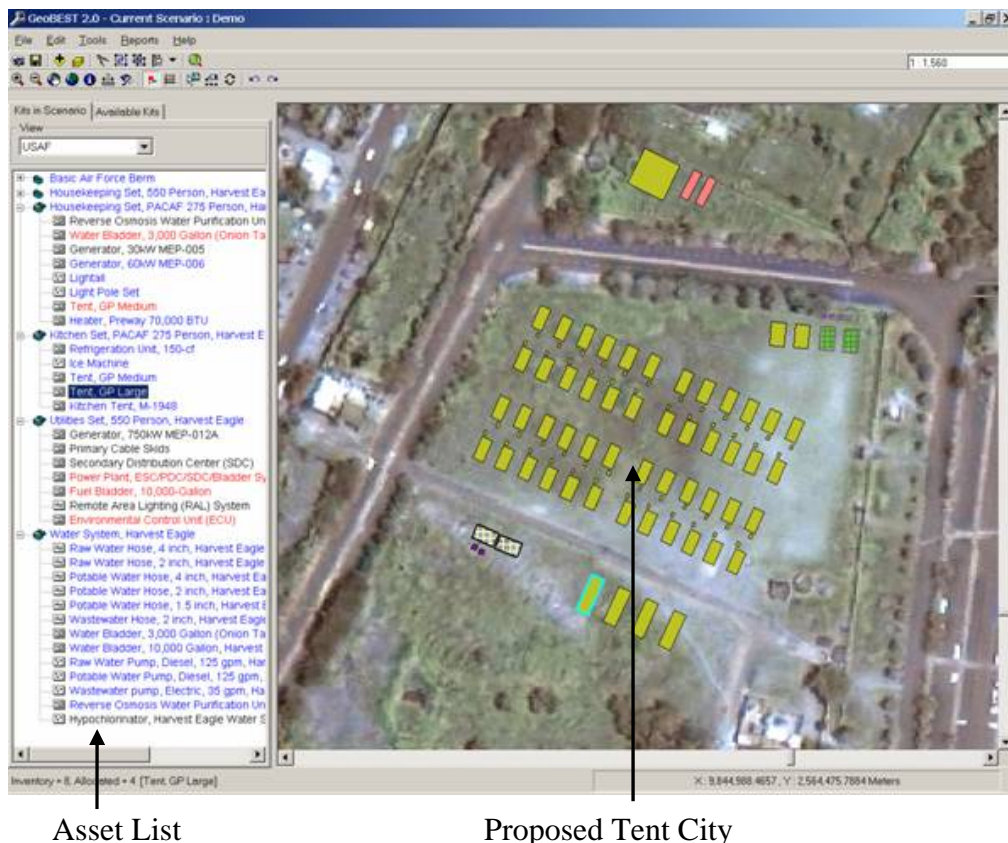 GeoBEST 2.0 - Current Scenario : Demo
File Edit Tools Reports Help
1 : 1,560
Kits in Scenario Available Kits
View
USAF
Basic Air Force Berm
Housekeeping Set, 550 Person, Harvest Ea
Housekeeping Set, PACAF 275 Person, Har
Reverse Osmosis Water Purification Un
Water Bladder, 3,000 Gallon (Onion Ta
Generator, 30kW MEP-005
Generator, 60kW MEP-006
Lightall
Light Pole Set
Tent, GP Medium
Heater, Preway 70,000 BTU
Kitchen Set, PACAF 275 Person, Harvest E
Refrigeration Unit, 150-cf
Ice Machine
Tent, GP Medium
Tent, GP Large
Kitchen Tent, M-1948
Utilities Set, 550 Person, Harvest Eagle
Generator, 750kW MEP-012A
Primary Cable Skids
Secondary Distribution Center (SDC)
Power Plant, ESC/PDC/SDC/Bladder Sy
Fuel Bladder, 10,000-Gallon
Remote Area Lighting (RAL) System
Environmental Control Unit (ECU)
Water System, Harvest Eagle
Raw Water Hose, 4 inch, Harvest Eagle
Raw Water Hose, 2 inch, Harvest Eagle
Potable Water Hose, 4 inch, Harvest Ea
Potable Water Hose, 2 inch, Harvest Ea
Potable Water Hose, 1.5 inch, Harvest E
Wastewater Hose, 2 inch, Harvest Eagle
Water Bladder, 3,000 Gallon (Onion Ta
Water Bladder, 10,000 Gallon, Harvest
Raw Water Pump, Diesel, 125 gpm, Har
Potable Water Pump, Diesel, 125 gpm,
Wastewater pump, Electric, 35 gpm, Ha
Reverse Osmosis Water Purification Un
Hypochlorinator, Harvest Eagle Water S
Inventory = 8, Allocated = 4 [Tent, GP Large]
X: 9,844,988.4657 , Y: 2,564,475.7884 Meters
Asset List
Proposed Tent City